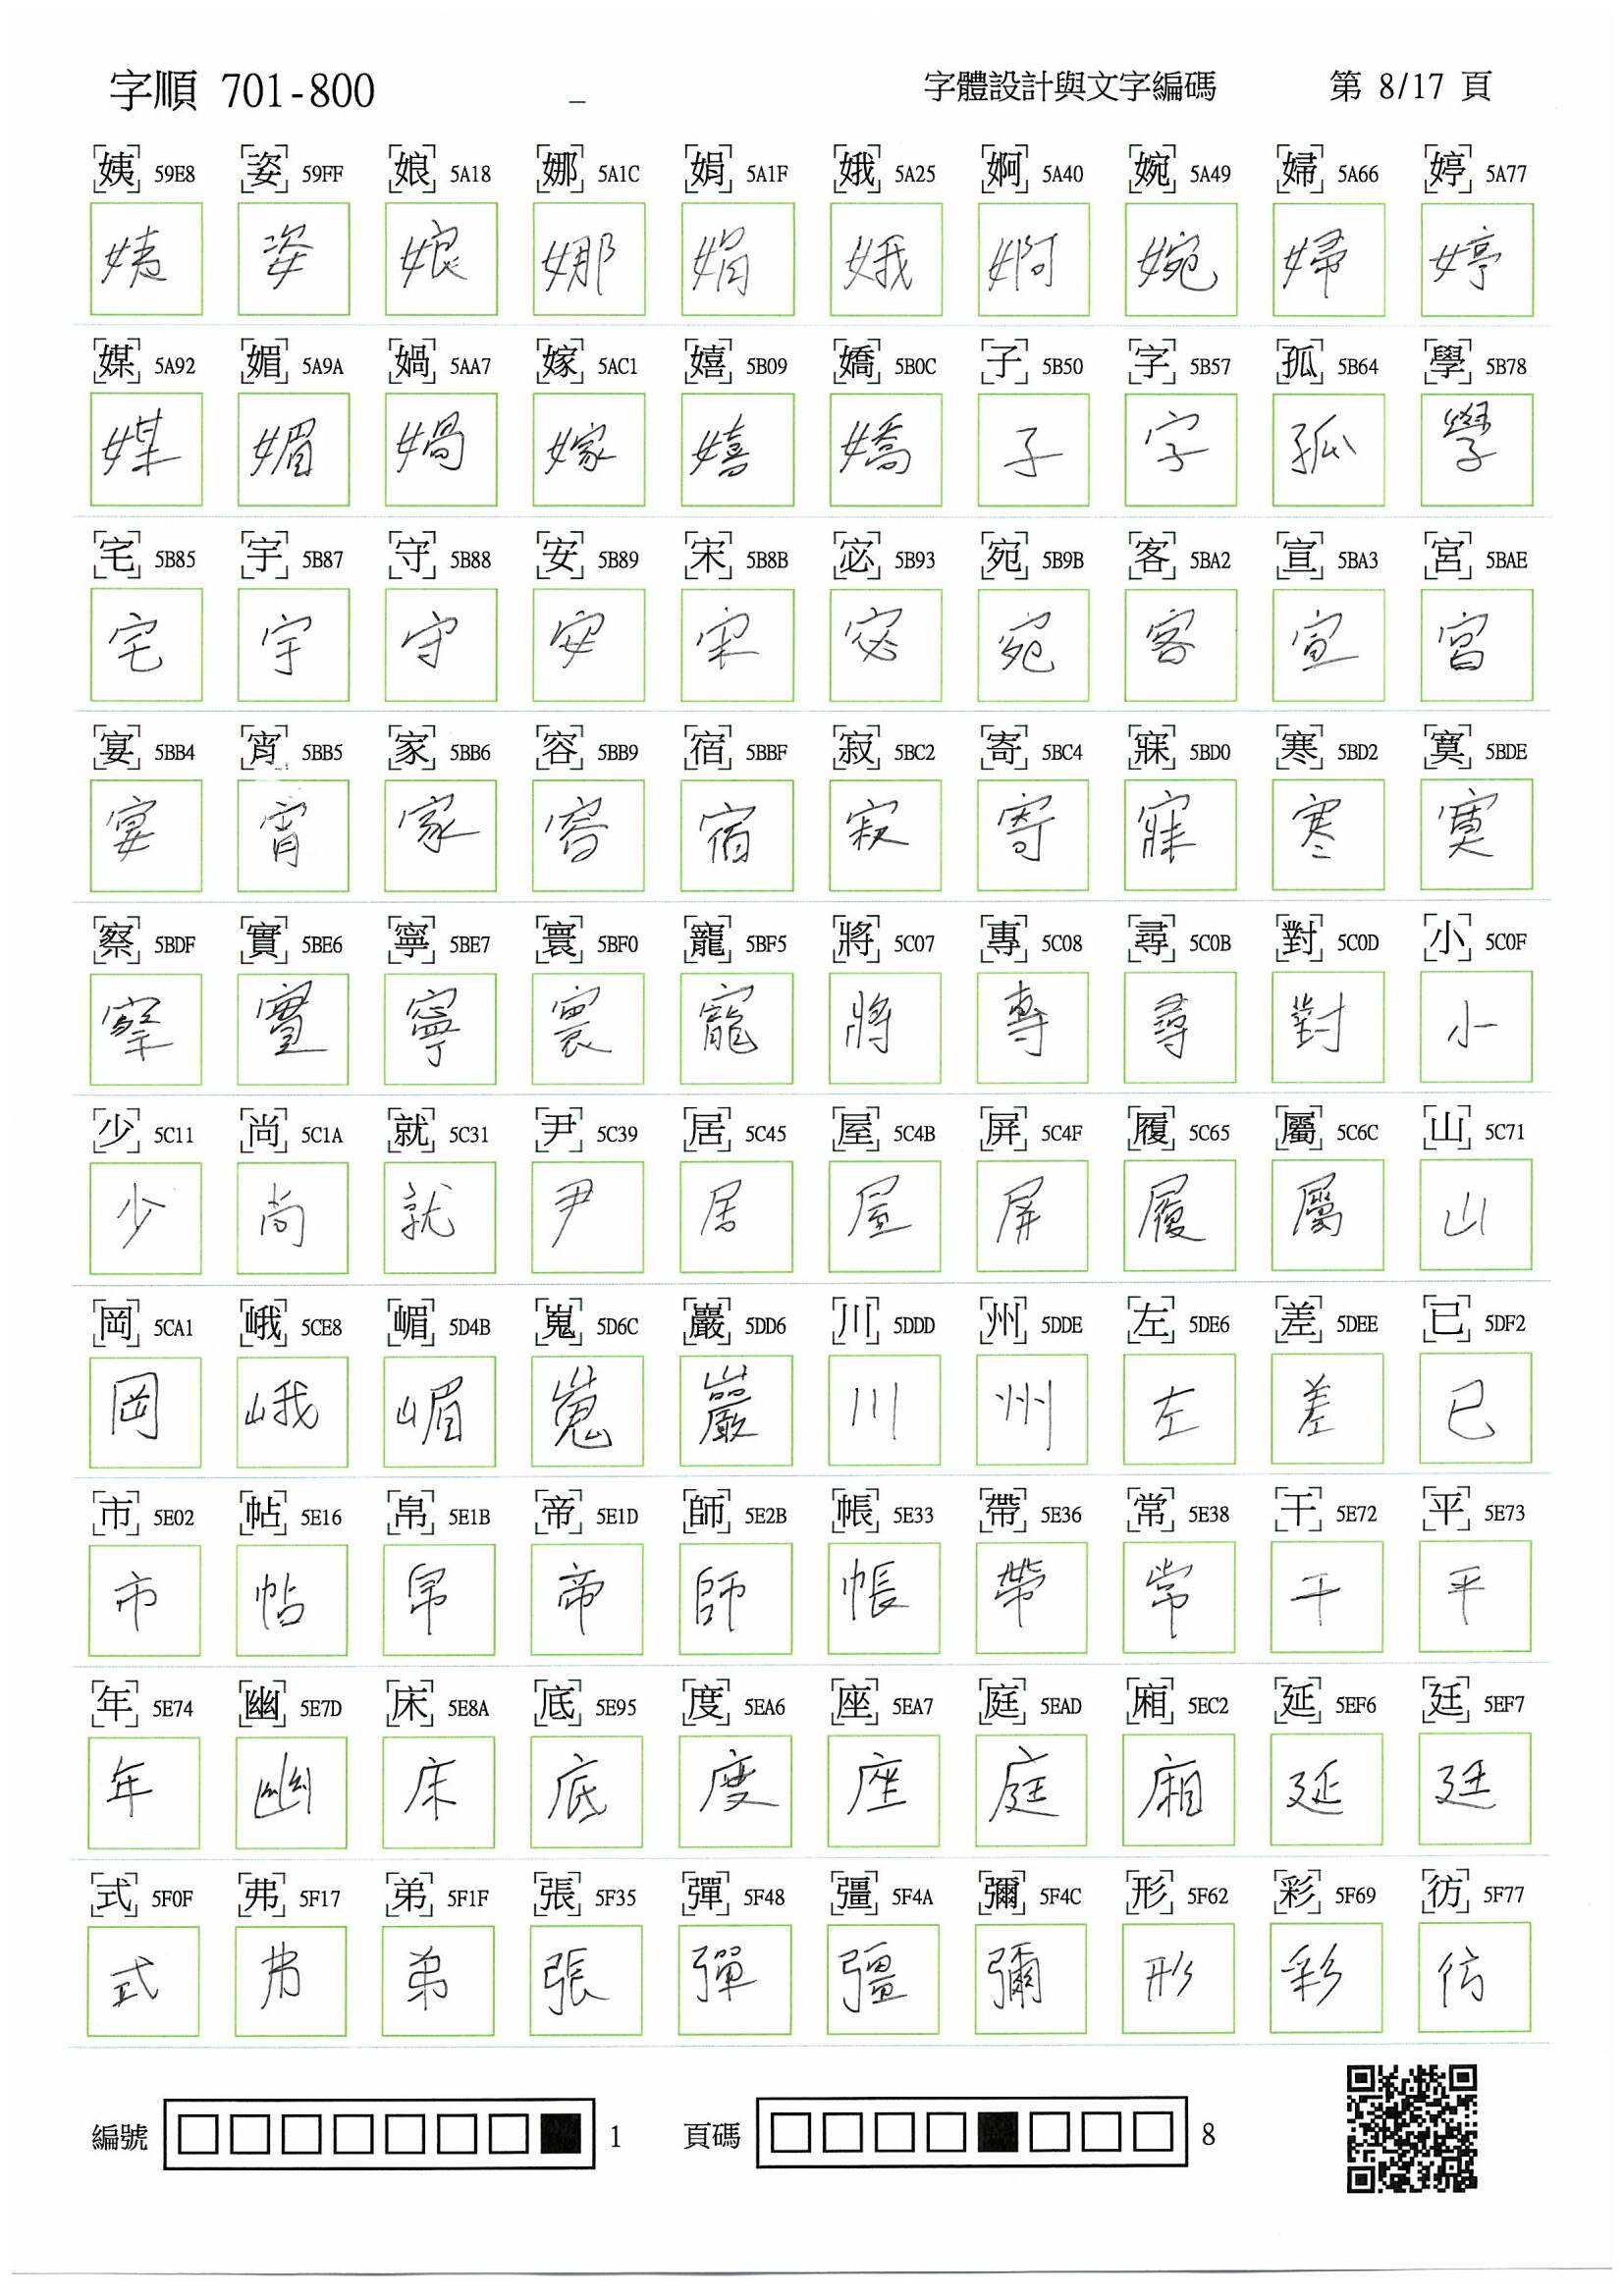 字順 701-800 _ 字體設計與文字編碼 第 8/17 頁
姨 59E8 姿 59FF 娘 5A18 娜 5A1C 娟 5A1F 娥 5A25 婀 5A40 婉 5A49 婦 5A66 婷 5A77
姨 姿 娘 娜 娟 娥 婀 婉 婦 婷
媒 5A92 媚 5A9A 媧 5AA7 嫁 5AC1 嬉 5B09 嬌 5B0C 子 5B50 字 5B57 孤 5B64 學 5B78
媒 媚 媧 嫁 嬉 嬌 子 字 孤 學
宅 5B85 宇 5B87 守 5B88 安 5B89 宋 5B8B 宓 5B93 宛 5B9B 客 5BA2 宣 5BA3 宮 5BAE
宅 宇 守 安 宋 宓 宛 客 宣 宮
宴 5BB4 宵 5BB5 家 5BB6 容 5BB9 宿 5BBF 寂 5BC2 寄 5BC4 寐 5BD0 寒 5BD2 寞 5BDE
宴 宵 家 容 宿 寂 寄 寐 寒 寞
察 5BDF 實 5BE6 寧 5BE7 寰 5BF0 寵 5BF5 將 5C07 專 5C08 尋 5C0B 對 5C0D 小 5C0F
察 實 寧 寰 寵 將 專 尋 對 小
少 5C11 尚 5C1A 就 5C31 尹 5C39 居 5C45 屋 5C4B 屏 5C4F 履 5C65 屬 5C6C 山 5C71
少 尚 就 尹 居 屋 屏 履 屬 山
岡 5CA1 峨 5CE8 嵋 5D4B 嵬 5D6C 巖 5DD6 川 5DDD 州 5DDE 左 5DE6 差 5DEE 已 5DF2
岡 峨 嵋 嵬 巖 川 州 左 差 已
市 5E02 帖 5E16 帛 5E1B 帝 5E1D 師 5E2B 帳 5E33 帶 5E36 常 5E38 干 5E72 平 5E73
市 帖 帛 帝 師 帳 帶 常 干 平
年 5E74 幽 5E7D 床 5E8A 底 5E95 度 5EA6 座 5EA7 庭 5EAD 廂 5EC2 延 5EF6 廷 5EF7
年 幽 床 底 度 座 庭 廂 延 廷
式 5F0F 弗 5F17 弟 5F1F 張 5F35 彈 5F48 彊 5F4A 彌 5F4C 形 5F62 彩 5F69 彷 5F77
式 弗 弟 張 彈 彊 彌 形 彩 彷
編號 1 頁碼 8